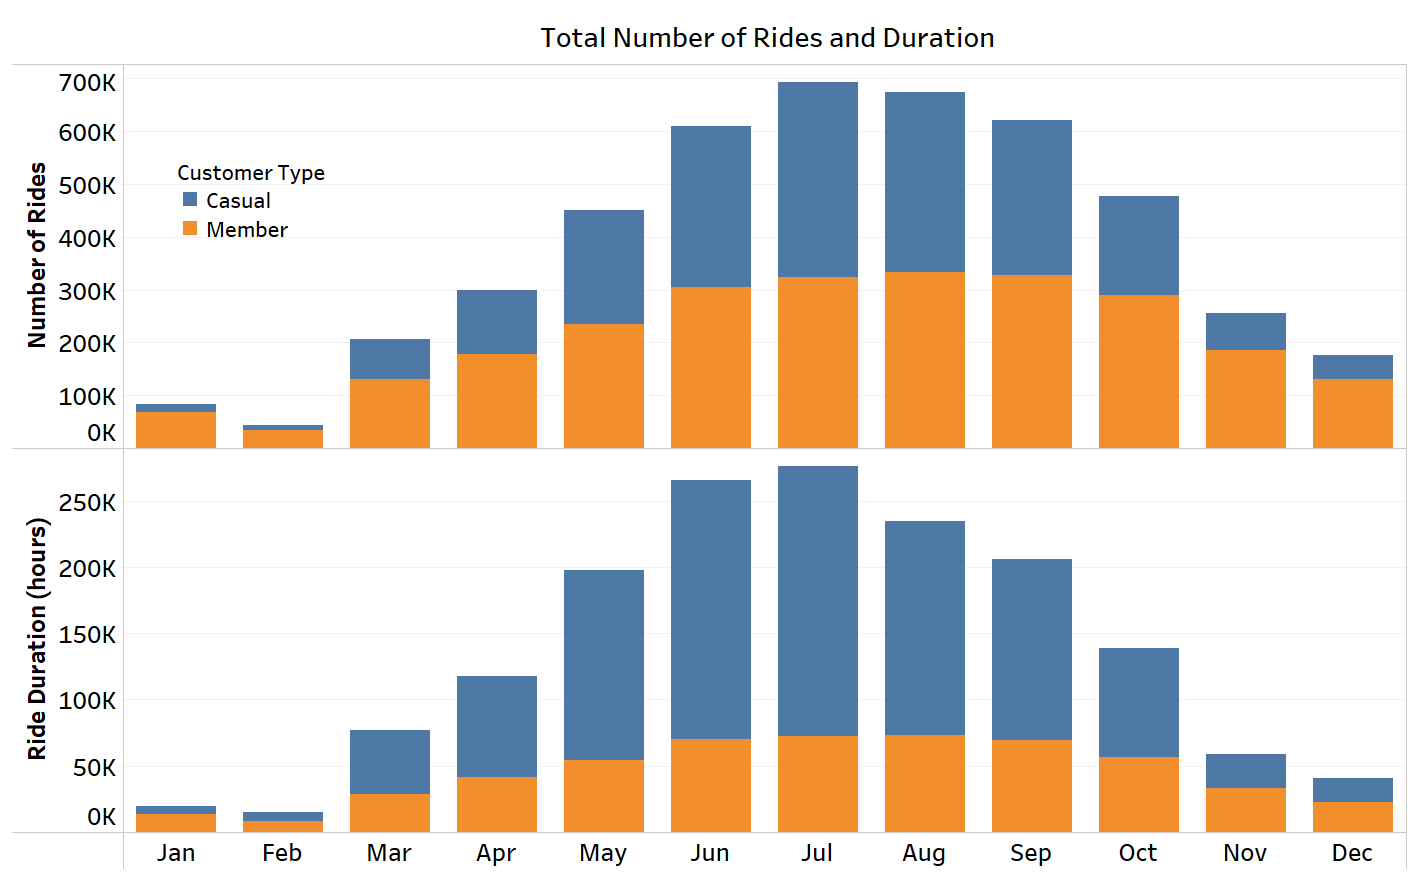 Total Number of Rides and Duration
Number of Rides
700K
600K
500K
400K
300K
200K
100K
0K
Customer Type
Casual
Member
Ride Duration (hours)
250K
200K
150K
100K
50K
0K
Jan Feb Mar Apr May Jun Jul Aug Sep Oct Nov Dec